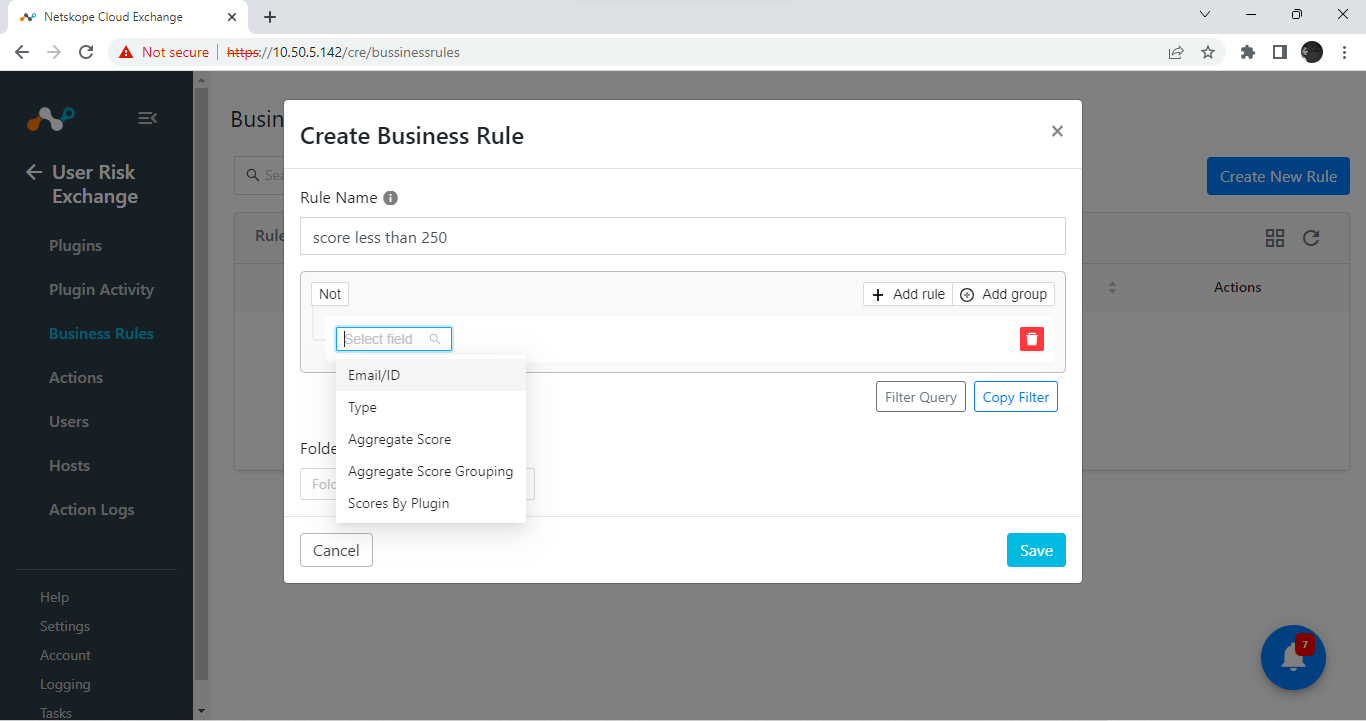 Netskope Cloud Exchange
Not secure
https://10.50.5.142/cre/bussinessrules
User Risk
Exchange
Plugins
Plugin Activity
Business Rules
Actions
Users
Hosts
Action Logs
Help
Settings
Account
Logging
Tasks
Busin
Sea
Create New Rule
Rule
Actions
Create Business Rule
Rule Name
score less than 250
Not
Add rule
Add group
Select field
Email/ID
Type
Aggregate Score
Aggregate Score Grouping
Scores By Plugin
Filter Query
Copy Filter
Folde
Fold
Cancel
Save
7